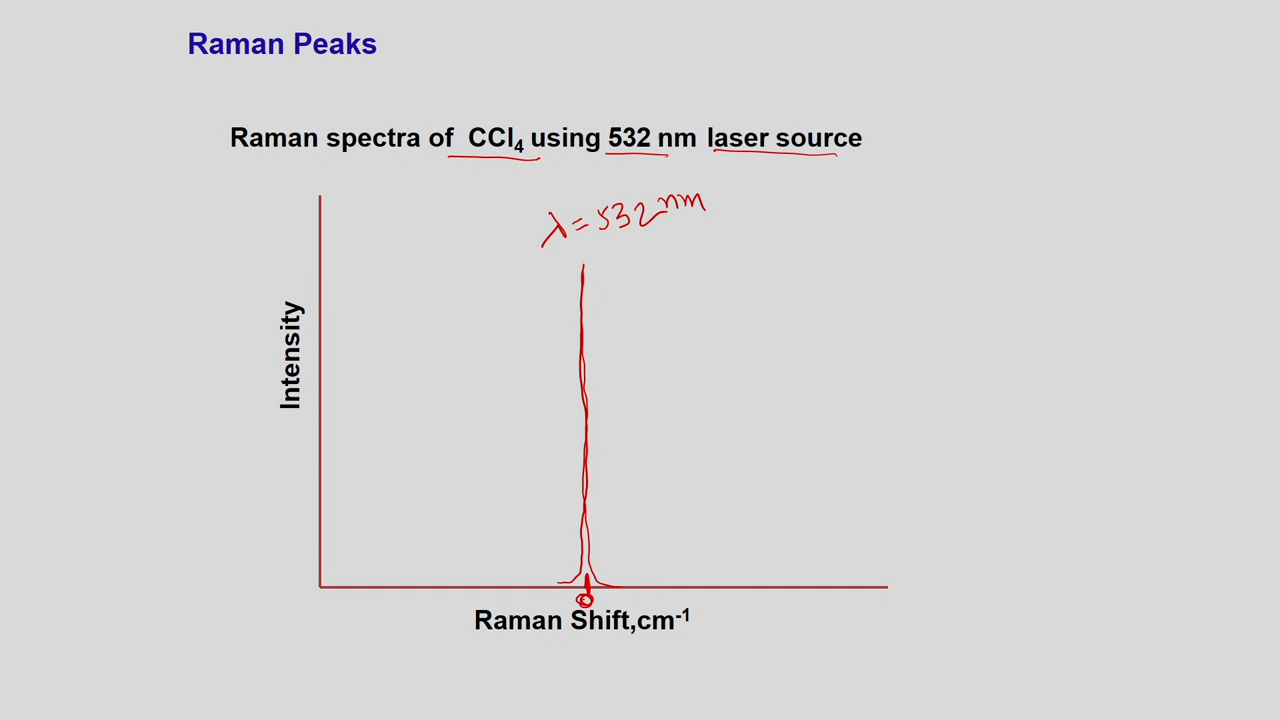 Raman Peaks
Raman spectra of CCl₄ using 532 nm laser source
λ = 532 nm
Intensity
0
Raman Shift,cm⁻¹